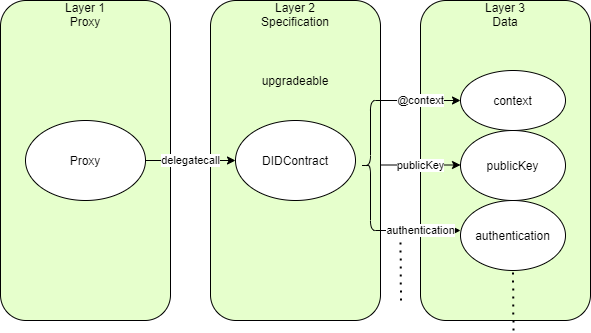 Layer 1
Proxy
Layer 2
Specification
Layer 3
Data
upgradeable
Proxy
delegatecall
DIDContract
@context
context
publicKey
publicKey
authentication
authentication